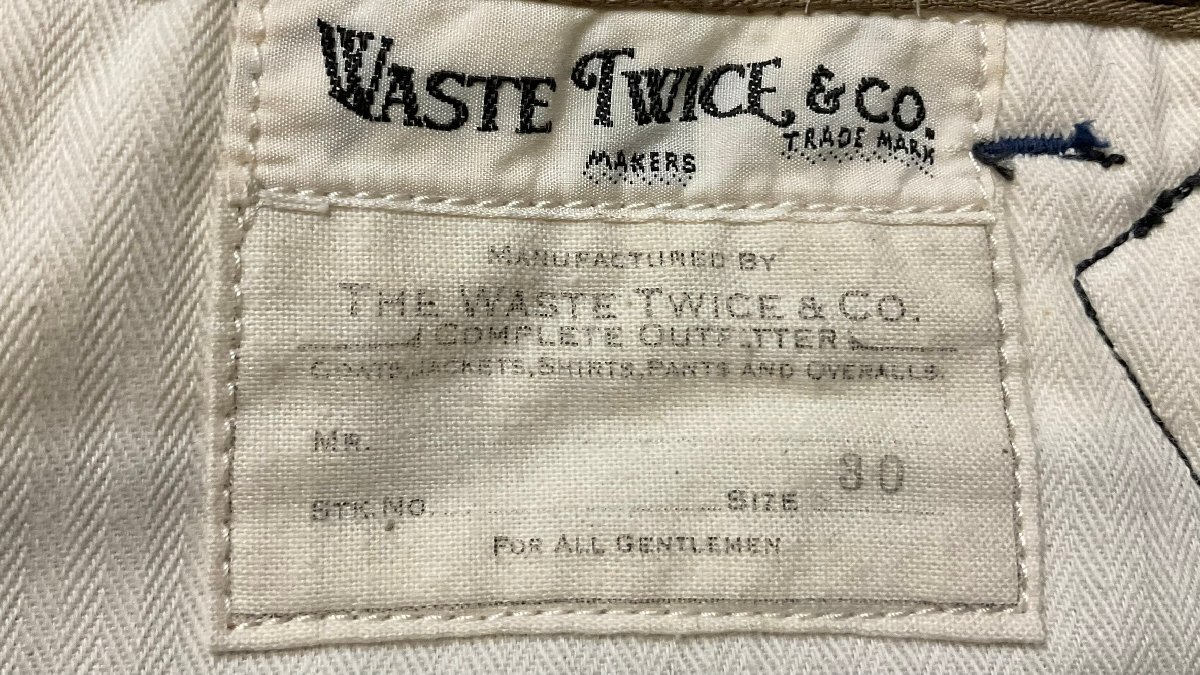 WASTE TWICE & CO.
TRADE MARK
MAKERS
MANUFACTURED BY
THE WASTE TWICE & CO.
COMPLETE OUTFITTER
COATS, JACKETS, SHIRTS, PANTS AND OVERALLS.
MR.
STK. NO. SIZE 30
FOR ALL GENTLEMEN